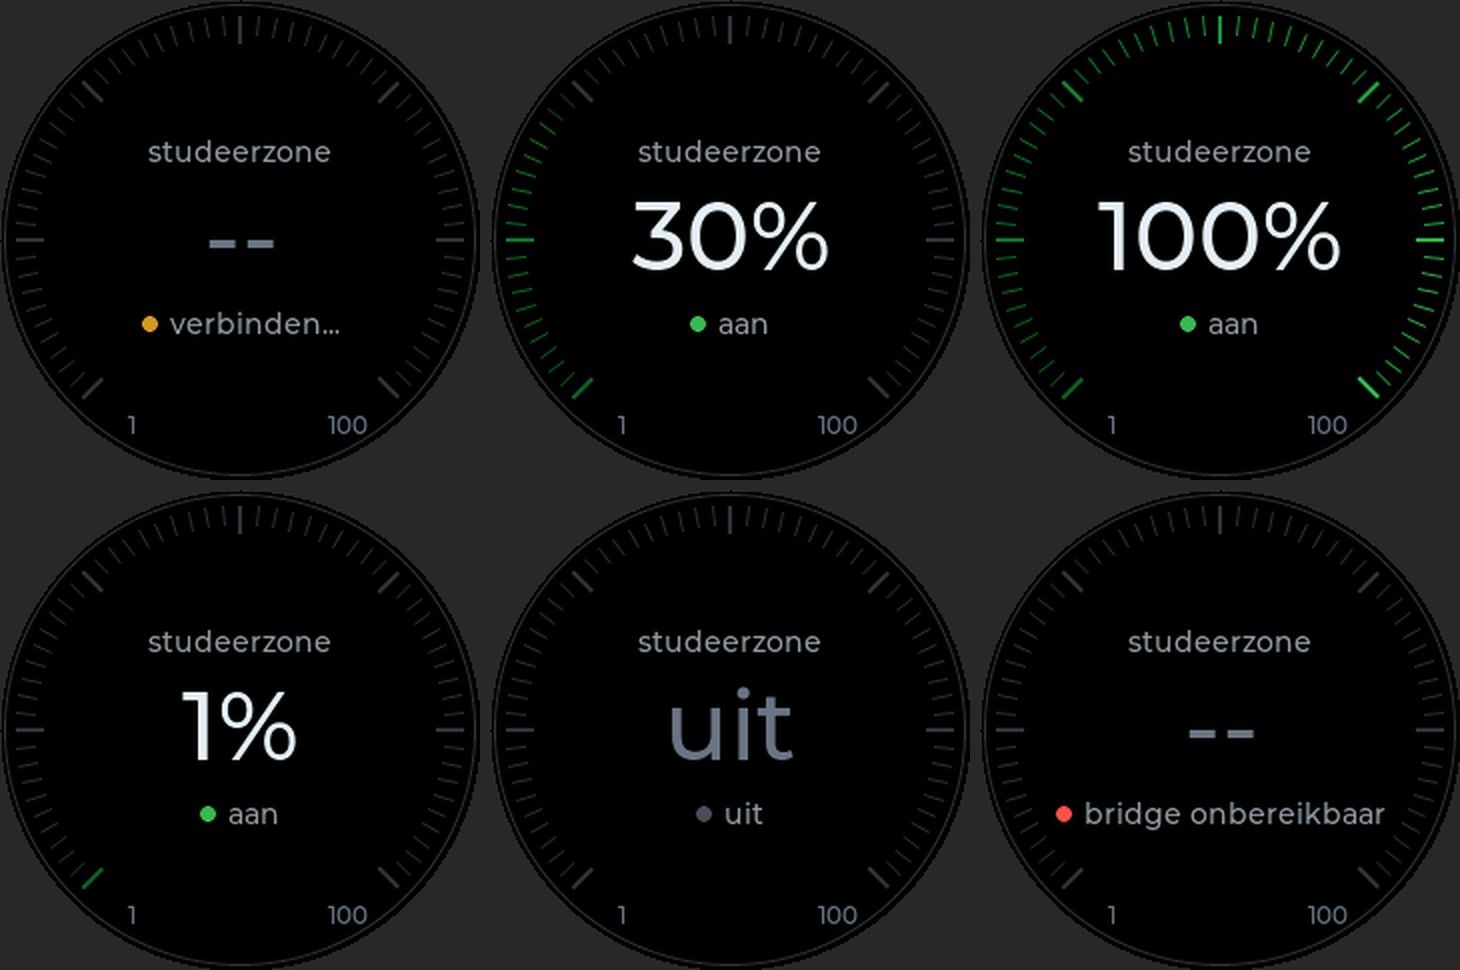 studeerzone
--
verbinden...
1 100
studeerzone
30%
aan
1 100
studeerzone
100%
aan
1 100
studeerzone
1%
aan
1 100
studeerzone
uit
uit
1 100
studeerzone
--
bridge onbereikbaar
1 100